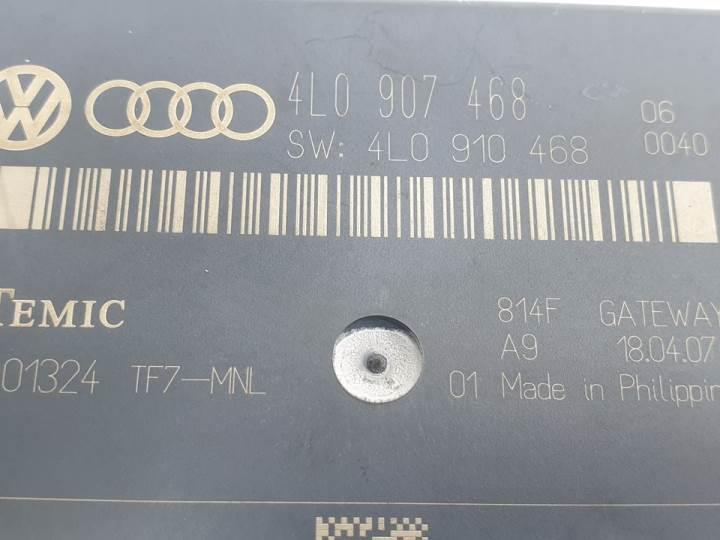 4L0 907 468 06
SW: 4L0 910 468 0040
TEMIC 814F GATEWAY
A9 18.04.07
01324 TF7-MNL 01 Made in Philippin